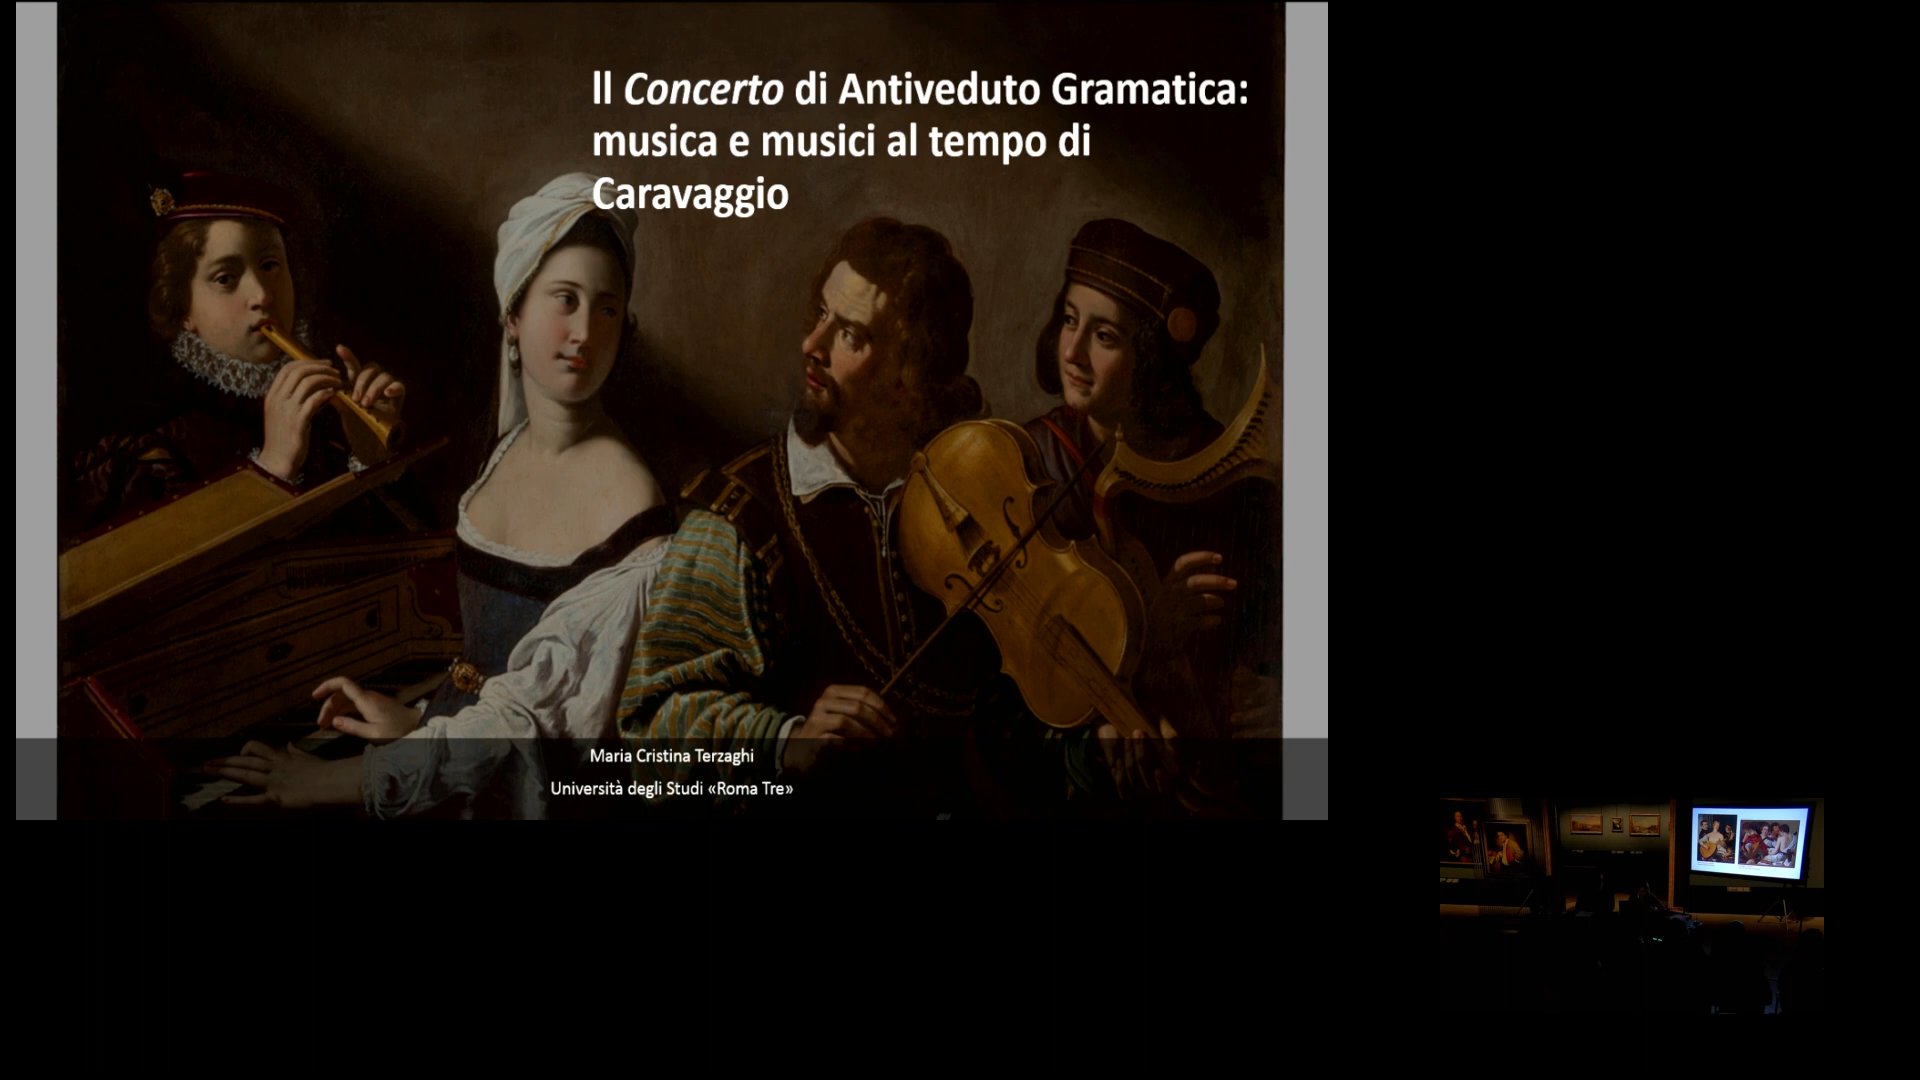 Il Concerto di Antiveduto Gramatica:
musica e musici al tempo di
Caravaggio
Maria Cristina Terzaghi
Università degli Studi «Roma Tre»